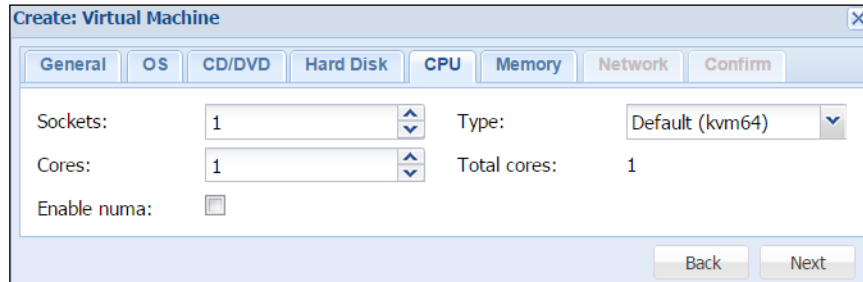 Create: Virtual Machine
General OS CD/DVD Hard Disk CPU Memory Network Confirm
Sockets: 1 Type: Default (kvm64)
Cores: 1 Total cores: 1
Enable numa:
Back Next